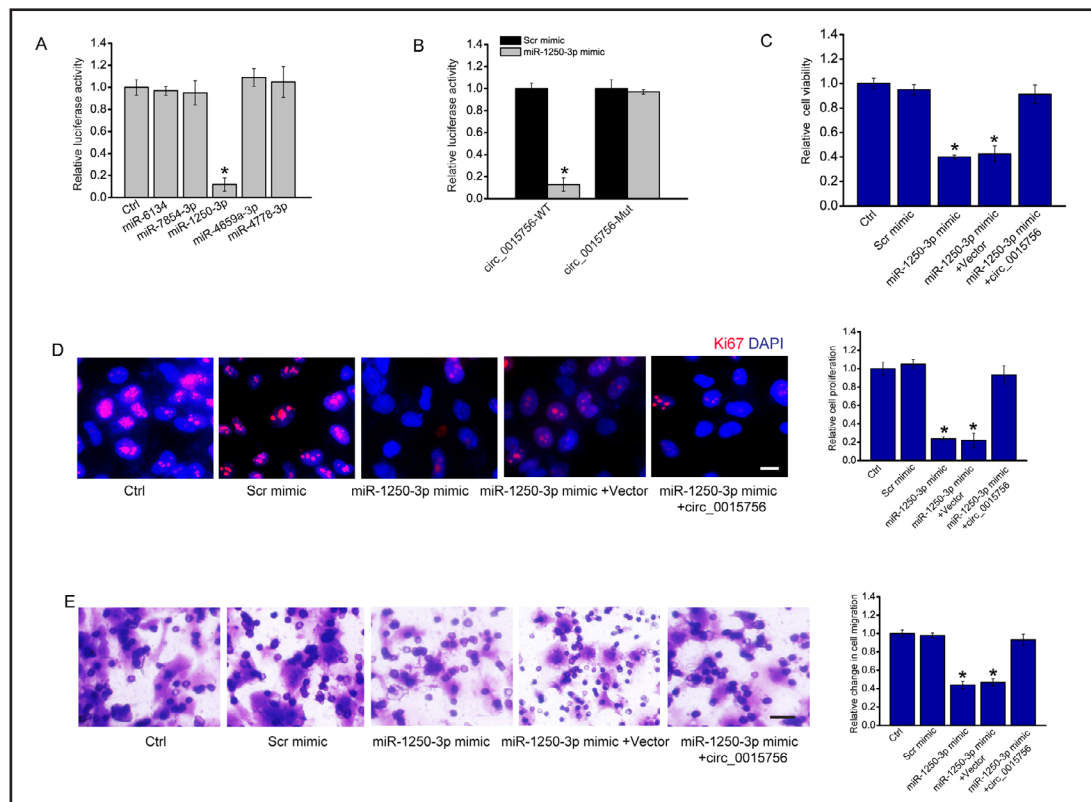 A
Relative luciferase activity
1.4
1.2
1.0
0.8
0.6
0.4
0.2
0.0
*
Ctrl
miR-6134
miR-7854-3p
miR-1250-3p
miR-4659a-3p
miR-4778-3p
B
Scr mimic
miR-1250-3p mimic
Relative luciferase activity
1.4
1.2
1.0
0.8
0.6
0.4
0.2
0.0
*
circ_0015756-WT
circ_0015756-Mut
C
Relative cell viability
1.4
1.2
1.0
0.8
0.6
0.4
0.2
0
* *
Ctrl
Scr mimic
miR-1250-3p mimic
miR-1250-3p mimic
+Vector
miR-1250-3p mimic
+circ_0015756
D
Ki67 DAPI
Ctrl
Scr mimic
miR-1250-3p mimic
miR-1250-3p mimic +Vector
miR-1250-3p mimic
+circ_0015756
Relative cell proliferation
1.4
1.2
1.0
0.8
0.6
0.4
0.2
0
* *
Ctrl
Scr mimic
miR-1250-3p mimic
miR-1250-3p mimic
+Vector
miR-1250-3p mimic
+circ_0015756
E
Ctrl
Scr mimic
miR-1250-3p mimic
miR-1250-3p mimic +Vector
miR-1250-3p mimic
+circ_0015756
Relative change in cell migration
1.4
1.2
1.0
0.8
0.6
0.4
0.2
0
* *
Ctrl
Scr mimic
miR-1250-3p mimic
miR-1250-3p mimic
+Vector
miR-1250-3p mimic
+circ_0015756